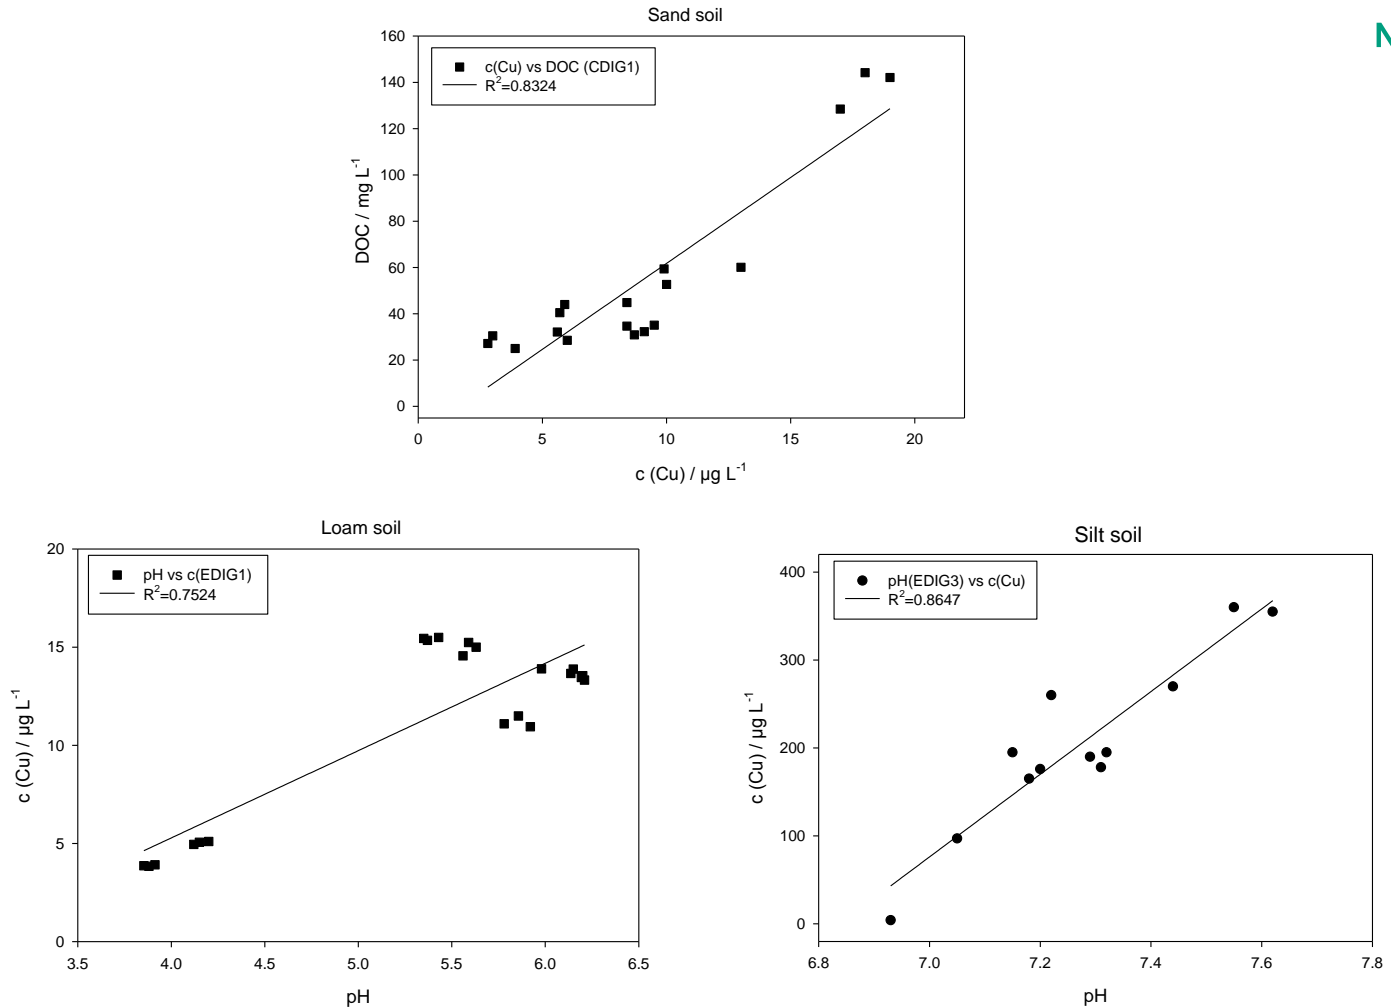 Sand soil
N
160
140
120
100
80
60
40
20
0
DOC / mg L⁻¹
c(Cu) vs DOC (CDIG1)
R²=0.8324
0 5 10 15 20
c (Cu) / µg L⁻¹
Loam soil
20
15
10
5
0
c (Cu) / µg L⁻¹
pH vs c(EDIG1)
R²=0.7524
3.5 4.0 4.5 5.0 5.5 6.0 6.5
pH
Silt soil
400
300
200
100
0
c (Cu) / µg L⁻¹
pH(EDIG3) vs c(Cu)
R²=0.8647
6.8 7.0 7.2 7.4 7.6 7.8
pH